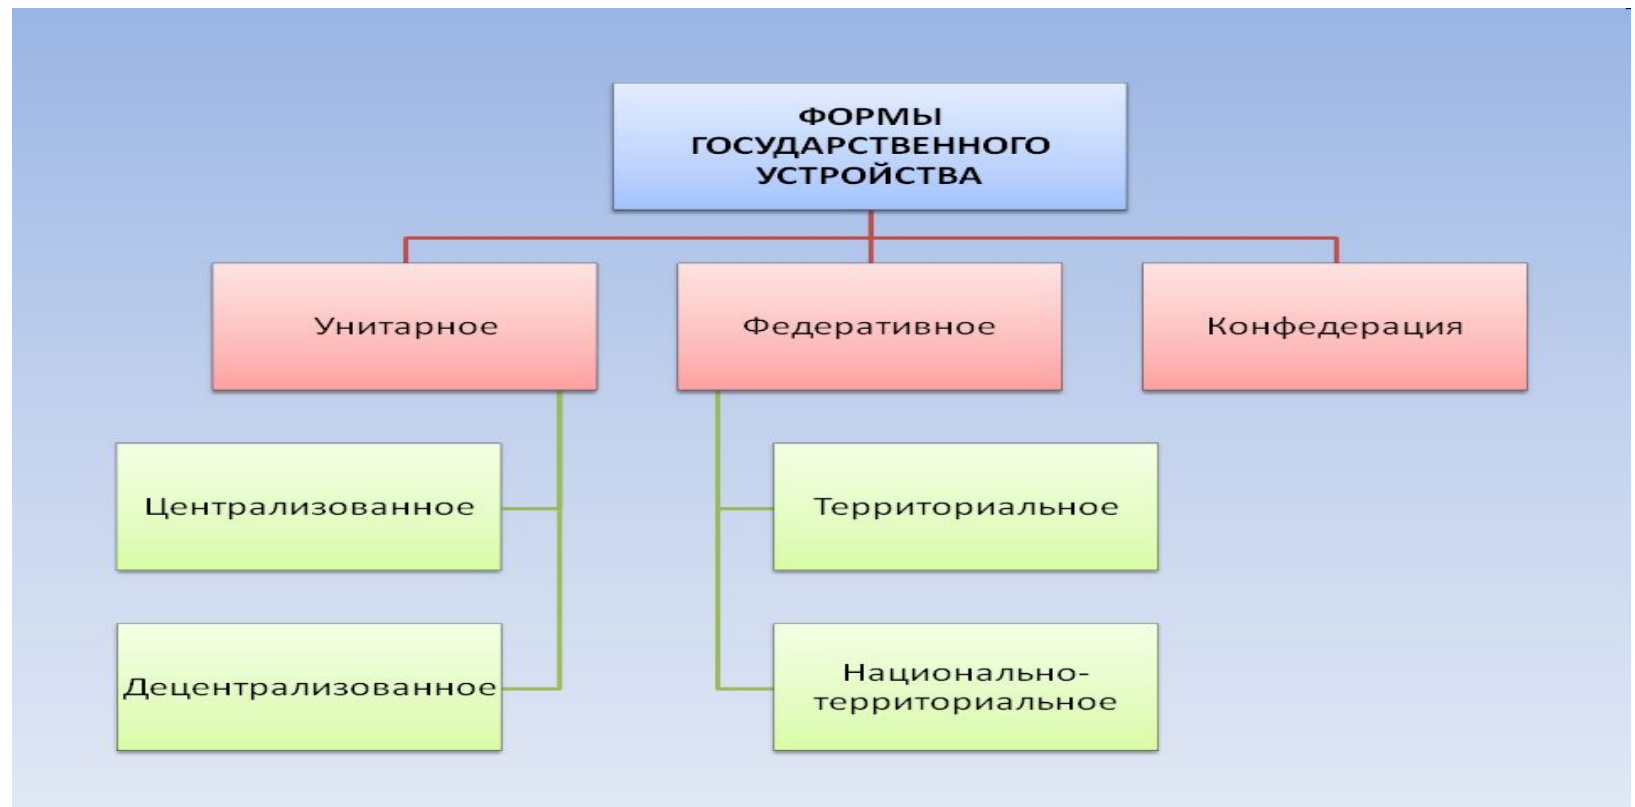 ФОРМЫ
ГОСУДАРСТВЕННОГО
УСТРОЙСТВА
Унитарное
Федеративное
Конфедерация
Централизованное
Территориальное
Децентрализованное
Национально-
территориальное